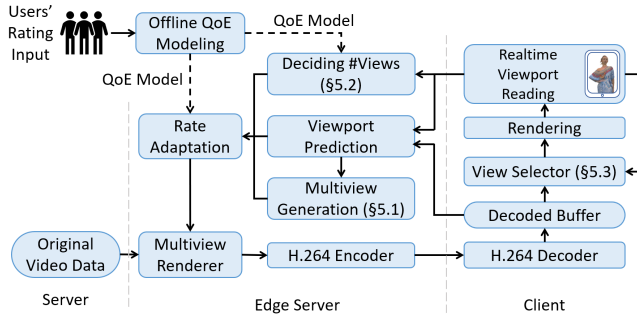 Users'
Rating
Input
Offline QoE
Modeling
QoE Model
QoE Model
Deciding #Views
(§5.2)
Realtime
Viewport
Reading
Rate
Adaptation
Viewport
Prediction
Rendering
Multiview
Generation (§5.1)
View Selector (§5.3)
Decoded Buffer
Original
Video Data
Multiview
Renderer
H.264 Encoder
H.264 Decoder
Server
Edge Server
Client